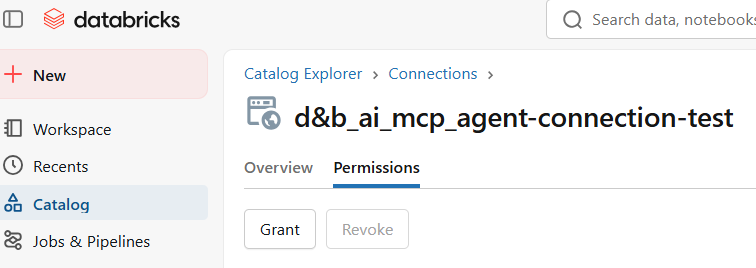 databricks
Search data, notebooks
New
Catalog Explorer › Connections ›
d&b_ai_mcp_agent-connection-test
Workspace
Recents
Overview Permissions
Catalog
Grant Revoke
Jobs & Pipelines